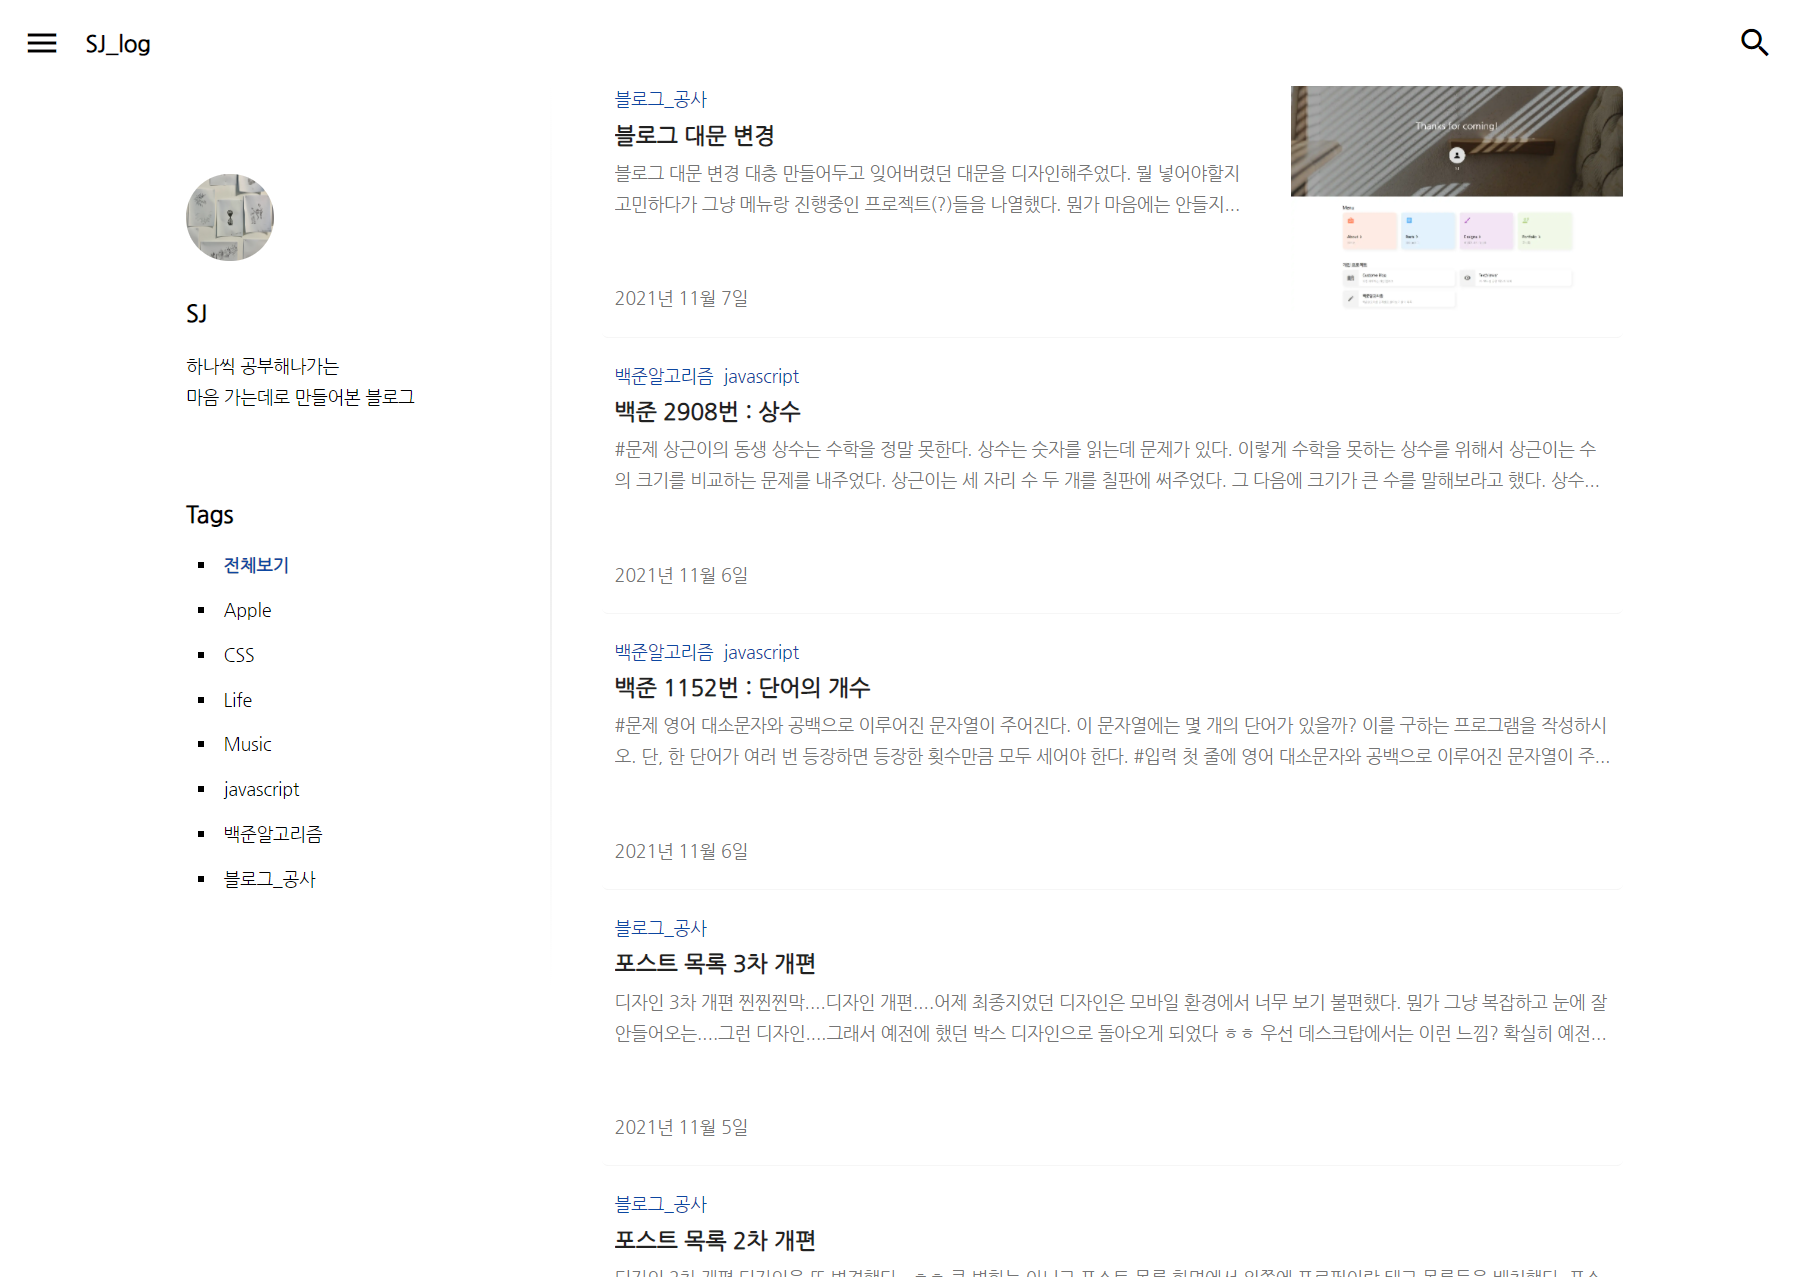 SJ_log
SJ
하나씩 공부해나가는
마음 가는데로 만들어본 블로그
Tags
전체보기
Apple
CSS
Life
Music
javascript
백준알고리즘
블로그_공사
블로그_공사
블로그 대문 변경
블로그 대문 변경 대충 만들어두고 잊어버렸던 대문을 디자인해주었다. 뭘 넣어야할지
고민하다가 그냥 메뉴랑 진행중인 프로젝트(?)들을 나열했다. 뭔가 마음에는 안들지...
2021년 11월 7일
Thanks for coming!
Menu
백준 알고리즘
백준알고리즘 javascript
백준 2908번 : 상수
#문제 상근이의 동생 상수는 수학을 정말 못한다. 상수는 숫자를 읽는데 문제가 있다. 이렇게 수학을 못하는 상수를 위해서 상근이는 수
의 크기를 비교하는 문제를 내주었다. 상근이는 세 자리 수 두 개를 칠판에 써주었다. 그 다음에 크기가 큰 수를 말해보라고 했다. 상수...
2021년 11월 6일
백준알고리즘 javascript
백준 1152번 : 단어의 개수
#문제 영어 대소문자와 공백으로 이루어진 문자열이 주어진다. 이 문자열에는 몇 개의 단어가 있을까? 이를 구하는 프로그램을 작성하시
오. 단, 한 단어가 여러 번 등장하면 등장한 횟수만큼 모두 세어야 한다. #입력 첫 줄에 영어 대소문자와 공백으로 이루어진 문자열이 주...
2021년 11월 6일
블로그_공사
포스트 목록 3차 개편
디자인 3차 개편 찐찐찐막....디자인 개편....어제 최종지었던 디자인은 모바일 환경에서 너무 보기 불편했다. 뭔가 그냥 복잡하고 눈에 잘
안들어오는....그런 디자인....그래서 예전에 했던 박스 디자인으로 돌아오게 되었다 ㅎㅎ 우선 데스크탑에서는 이런 느낌? 확실히 예전...
2021년 11월 5일
블로그_공사
포스트 목록 2차 개편